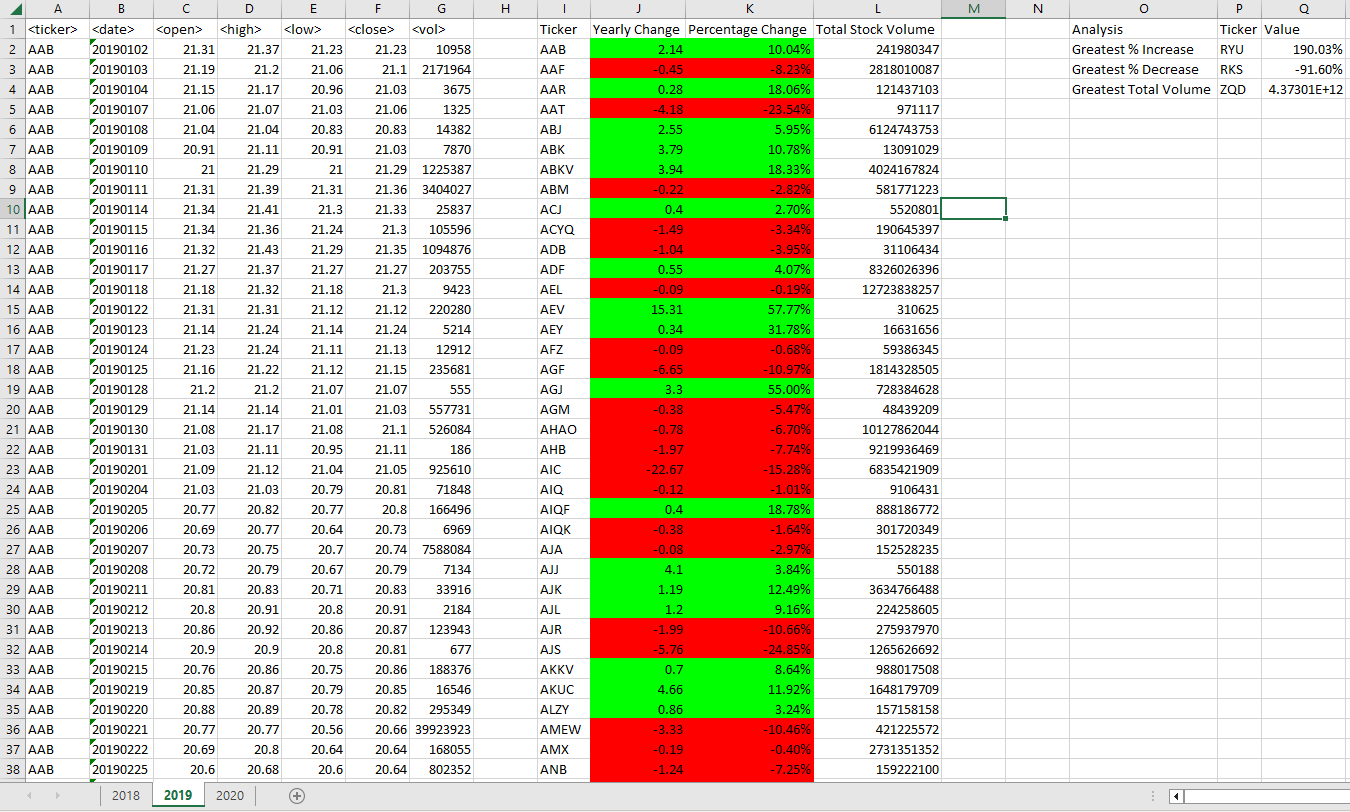 A B C D E F G H I J K L M N O P Q
1 <ticker> <date> <open> <high> <low> <close> <vol> Ticker Yearly Change Percentage Change Total Stock Volume Analysis Ticker Value
2 AAB 20190102 21.31 21.37 21.23 21.23 10958 AAB 2.14 10.04% 241980347 Greatest % Increase RYU 190.03%
3 AAB 20190103 21.19 21.2 21.06 21.1 2171964 AAF -0.45 -8.23% 2818010087 Greatest % Decrease RKS -91.60%
4 AAB 20190104 21.15 21.17 20.96 21.03 3675 AAR 0.28 18.06% 121437103 Greatest Total Volume ZQD 4.37301E+12
5 AAB 20190107 21.06 21.07 21.03 21.06 1325 AAT -4.18 -23.54% 971117
6 AAB 20190108 21.04 21.04 20.83 20.83 14382 ABJ 2.55 5.95% 6124743753
7 AAB 20190109 20.91 21.11 20.91 21.03 7870 ABK 3.79 10.78% 13091029
8 AAB 20190110 21 21.29 21 21.29 1225387 ABKV 3.94 18.33% 4024167824
9 AAB 20190111 21.31 21.39 21.31 21.36 3404027 ABM -0.22 -2.82% 581771223
10 AAB 20190114 21.34 21.41 21.3 21.33 25837 ACJ 0.4 2.70% 5520801
11 AAB 20190115 21.34 21.36 21.24 21.3 105596 ACYQ -1.49 -3.34% 190645397
12 AAB 20190116 21.32 21.43 21.29 21.35 1094876 ADB -1.04 -3.95% 31106434
13 AAB 20190117 21.27 21.37 21.27 21.27 203755 ADF 0.55 4.07% 8326026396
14 AAB 20190118 21.18 21.32 21.18 21.3 9423 AEL -0.09 -0.19% 12723838257
15 AAB 20190122 21.31 21.31 21.12 21.12 220280 AEV 15.31 57.77% 310625
16 AAB 20190123 21.14 21.24 21.14 21.24 5214 AEY 0.34 31.78% 16631656
17 AAB 20190124 21.23 21.24 21.11 21.13 12912 AFZ -0.09 -0.68% 59386345
18 AAB 20190125 21.16 21.22 21.12 21.15 235681 AGF -6.65 -10.97% 1814328505
19 AAB 20190128 21.2 21.2 21.07 21.07 555 AGJ 3.3 55.00% 728384628
20 AAB 20190129 21.14 21.14 21.01 21.03 557731 AGM -0.38 -5.47% 48439209
21 AAB 20190130 21.08 21.17 21.08 21.1 526084 AHAO -0.78 -6.70% 10127862044
22 AAB 20190131 21.03 21.11 20.95 21.11 186 AHB -1.97 -7.74% 9219936469
23 AAB 20190201 21.09 21.12 21.04 21.05 925610 AIC -22.67 -15.28% 6835421909
24 AAB 20190204 21.03 21.03 20.79 20.81 71848 AIQ -0.12 -1.01% 9106431
25 AAB 20190205 20.77 20.82 20.77 20.8 166496 AIQF 0.4 18.78% 888186772
26 AAB 20190206 20.69 20.77 20.64 20.73 6969 AIQK -0.38 -1.64% 301720349
27 AAB 20190207 20.73 20.75 20.7 20.74 7588084 AJA -0.08 -2.97% 152528235
28 AAB 20190208 20.72 20.79 20.67 20.79 7134 AJJ 4.1 3.84% 550188
29 AAB 20190211 20.81 20.83 20.71 20.83 33916 AJK 1.19 12.49% 3634766488
30 AAB 20190212 20.8 20.91 20.8 20.91 2184 AJL 1.2 9.16% 224258605
31 AAB 20190213 20.86 20.92 20.86 20.87 123943 AJR -1.99 -10.66% 275937970
32 AAB 20190214 20.9 20.9 20.8 20.81 677 AJS -5.76 -24.85% 1265626692
33 AAB 20190215 20.76 20.86 20.75 20.86 188376 AKKV 0.7 8.64% 988017508
34 AAB 20190219 20.85 20.87 20.79 20.85 16546 AKUC 4.66 11.92% 1648179709
35 AAB 20190220 20.88 20.89 20.78 20.82 295349 ALZY 0.86 3.24% 157158158
36 AAB 20190221 20.77 20.77 20.56 20.66 39923923 AMEW -3.33 -10.46% 421225572
37 AAB 20190222 20.69 20.8 20.64 20.64 168055 AMX -0.19 -0.40% 2731351352
38 AAB 20190225 20.6 20.68 20.6 20.64 802352 ANB -1.24 -7.25% 159222100
2018 2019 2020